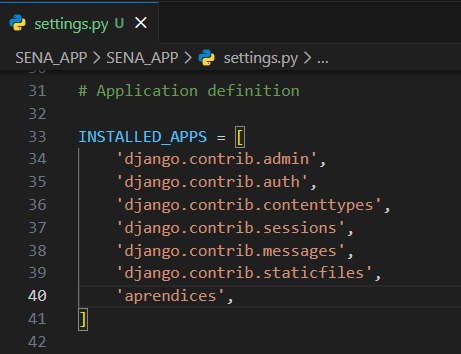 settings.py U
SENA_APP > SENA_APP > settings.py > ...
31 # Application definition
32
33 INSTALLED_APPS = [
34 'django.contrib.admin',
35 'django.contrib.auth',
36 'django.contrib.contenttypes',
37 'django.contrib.sessions',
38 'django.contrib.messages',
39 'django.contrib.staticfiles',
40 'aprendices',
41 ]
42